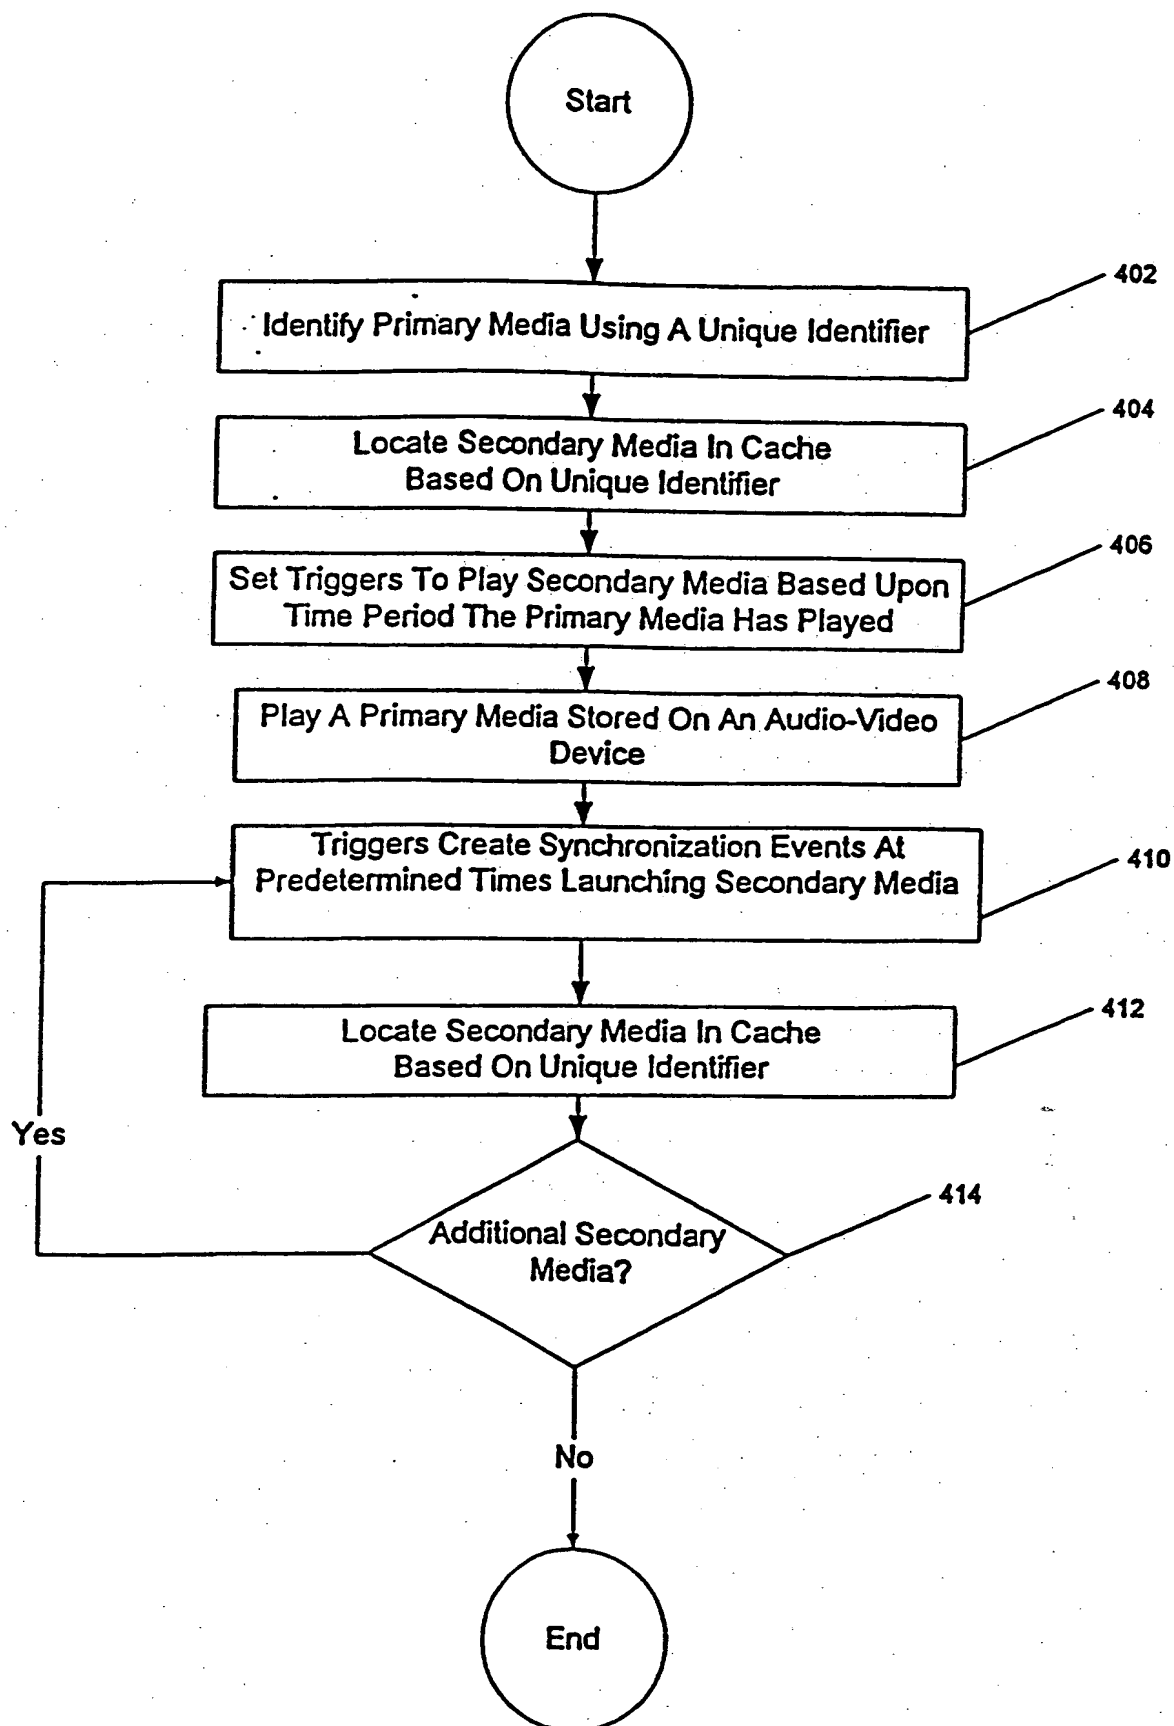 Start
402
Identify Primary Media Using A Unique Identifier
404
Locate Secondary Media In Cache
Based On Unique Identifier
406
Set Triggers To Play Secondary Media Based Upon
Time Period The Primary Media Has Played
408
Play A Primary Media Stored On An Audio-Video
Device
410
Triggers Create Synchronization Events At
Predetermined Times Launching Secondary Media
412
Locate Secondary Media In Cache
Based On Unique Identifier
Yes
414
Additional Secondary
Media?
No
End